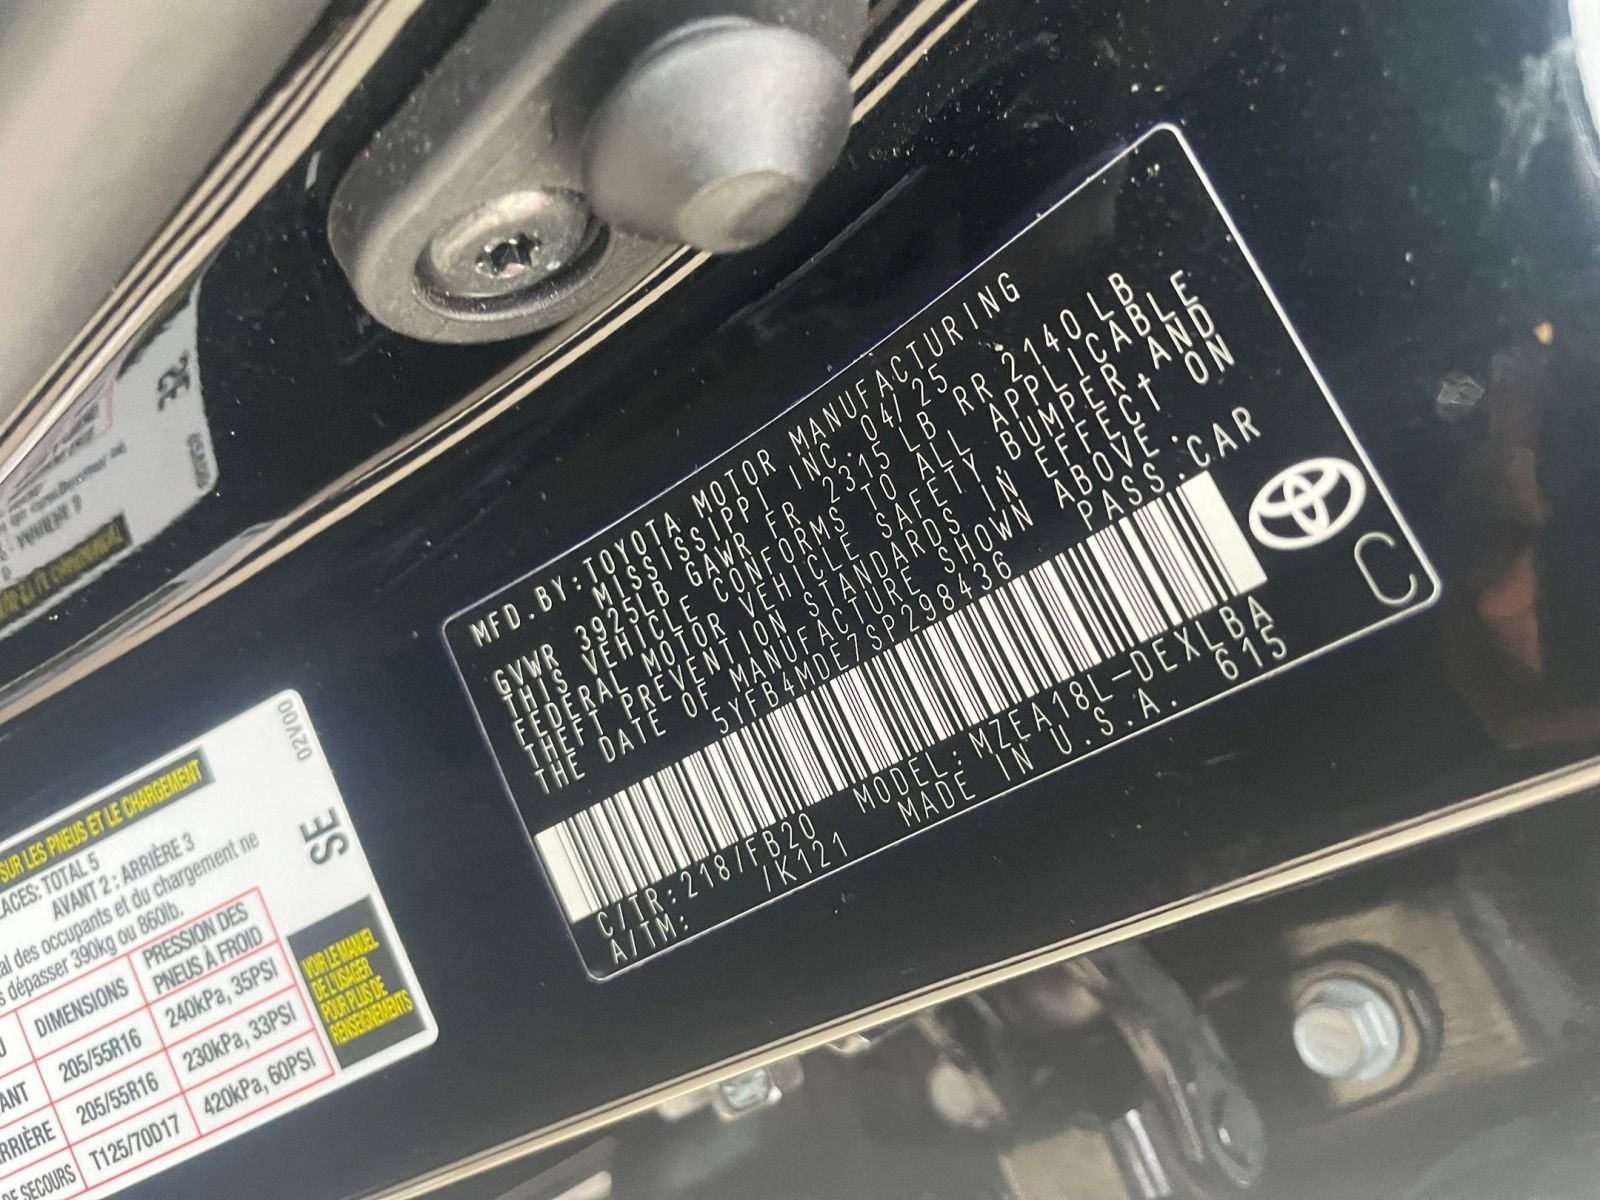 MFD.BY:TOYOTA MOTOR MANUFACTURING
MISSISSIPPI INC. 04/25
GVWR 3925LB GAWR FR 2315 LB RR 2140 LB
THIS VEHICLE CONFORMS TO ALL APPLICABLE
FEDERAL MOTOR VEHICLE SAFETY, BUMPER AND
THEFT PREVENTION STANDARDS IN EFFECT ON
THE DATE OF MANUFACTURE SHOWN ABOVE.
5YFB4MDE7SP298436 PASS.CAR
C/TR:218/FB20 MODEL:MZEA18L-DEXLBA
A/TM: /K121 MADE IN U.S.A. 615
C
02V00
SUR LES PNEUS ET LE CHARGEMENT
SE
TOTAL 5
AVANT 2 : ARRIÈRE 3
des occupants et du chargement ne
dépasser 390kg ou 860lb.
DIMENSIONS PRESSION DES PNEUS À FROID
205/55R16 240kPa, 35PSI
205/55R16 230kPa, 33PSI
SECOURS T125/70D17 420kPa, 60PSI
VOIR LE MANUEL
DE L'USAGER
POUR PLUS DE
RENSEIGNEMENTS